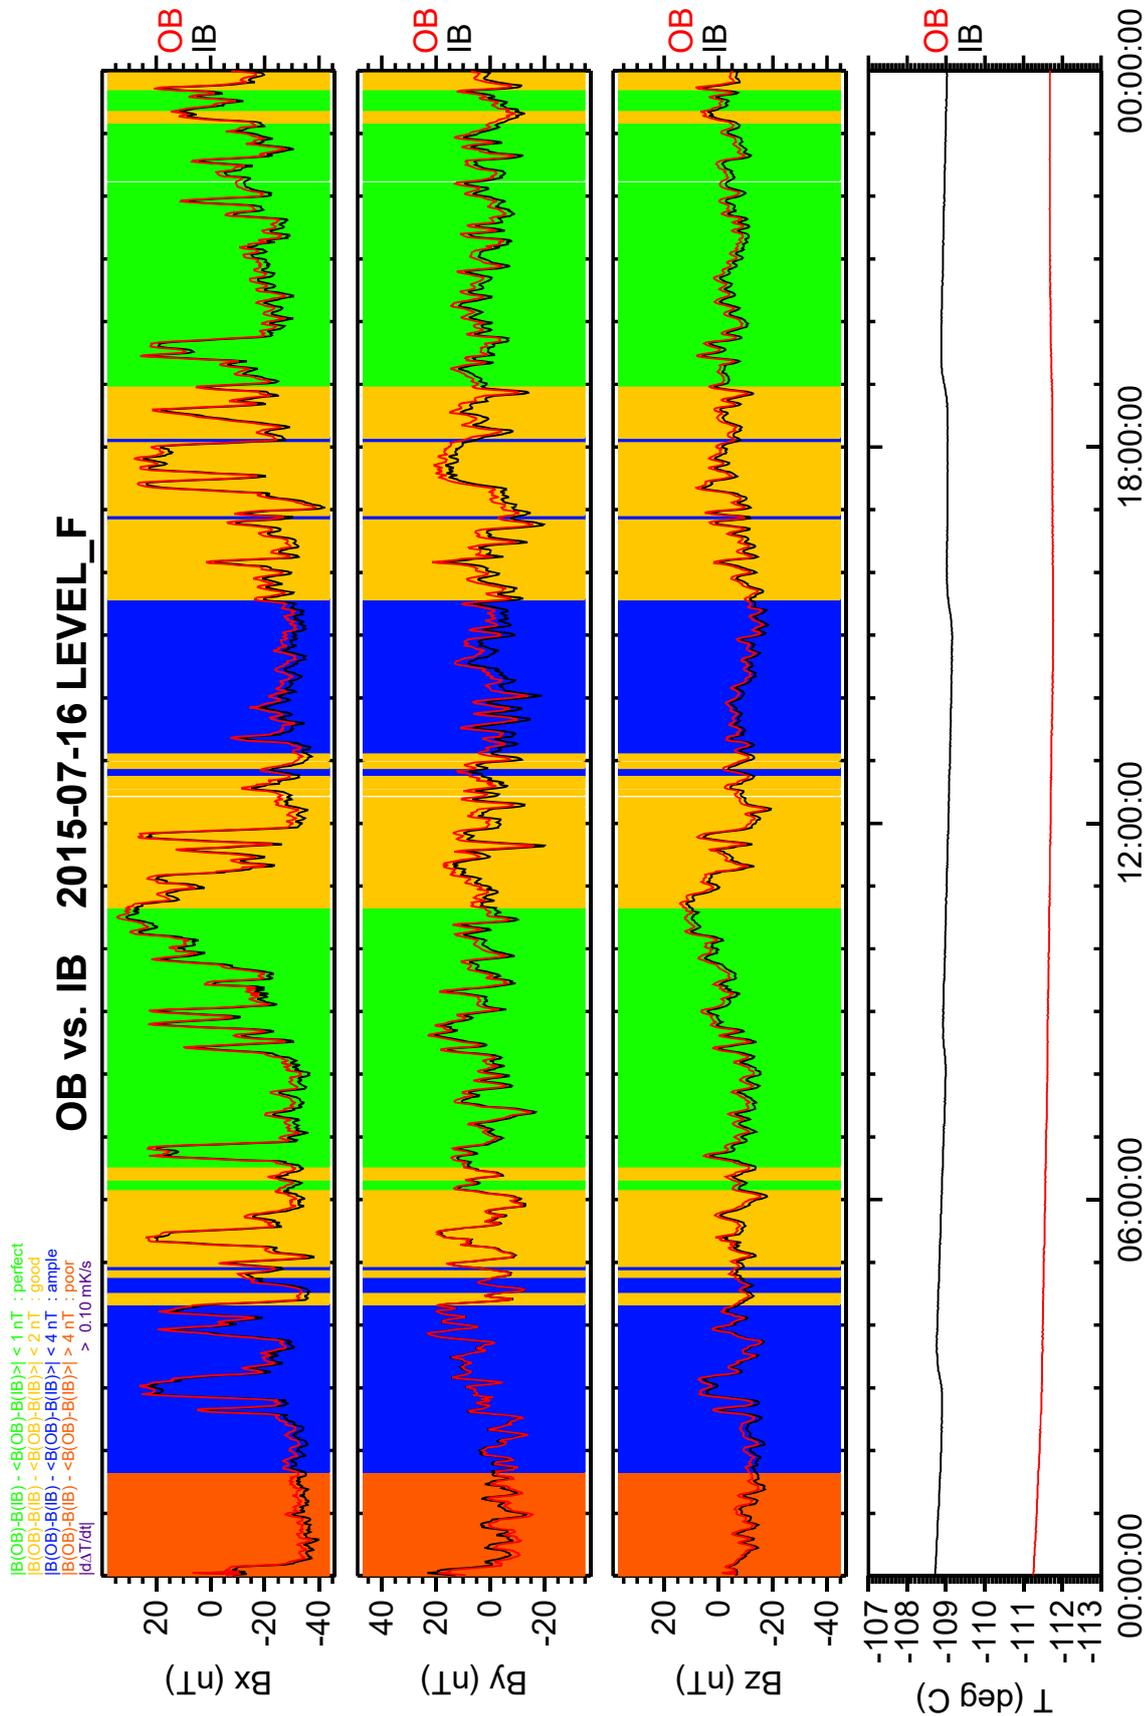 |B(OB)-B(IB) - <B(OB)-B(IB)>| < 1 nT : perfect
|B(OB)-B(IB) - <B(OB)-B(IB)>| < 2 nT : good
|B(OB)-B(IB) - <B(OB)-B(IB)>| < 4 nT : ample
|B(OB)-B(IB) - <B(OB)-B(IB)>| > 4 nT : poor
|dΔT/dt| > 0.10 mK/s
OB vs. IB 2015-07-16 LEVEL_F
Bx (nT)
20
0
-20
-40
OB
IB
By (nT)
40
20
0
-20
OB
IB
Bz (nT)
20
0
-20
-40
OB
IB
T (deg C)
-107
-108
-109
-110
-111
-112
-113
OB
IB
00:00:00
06:00:00
12:00:00
18:00:00
00:00:00